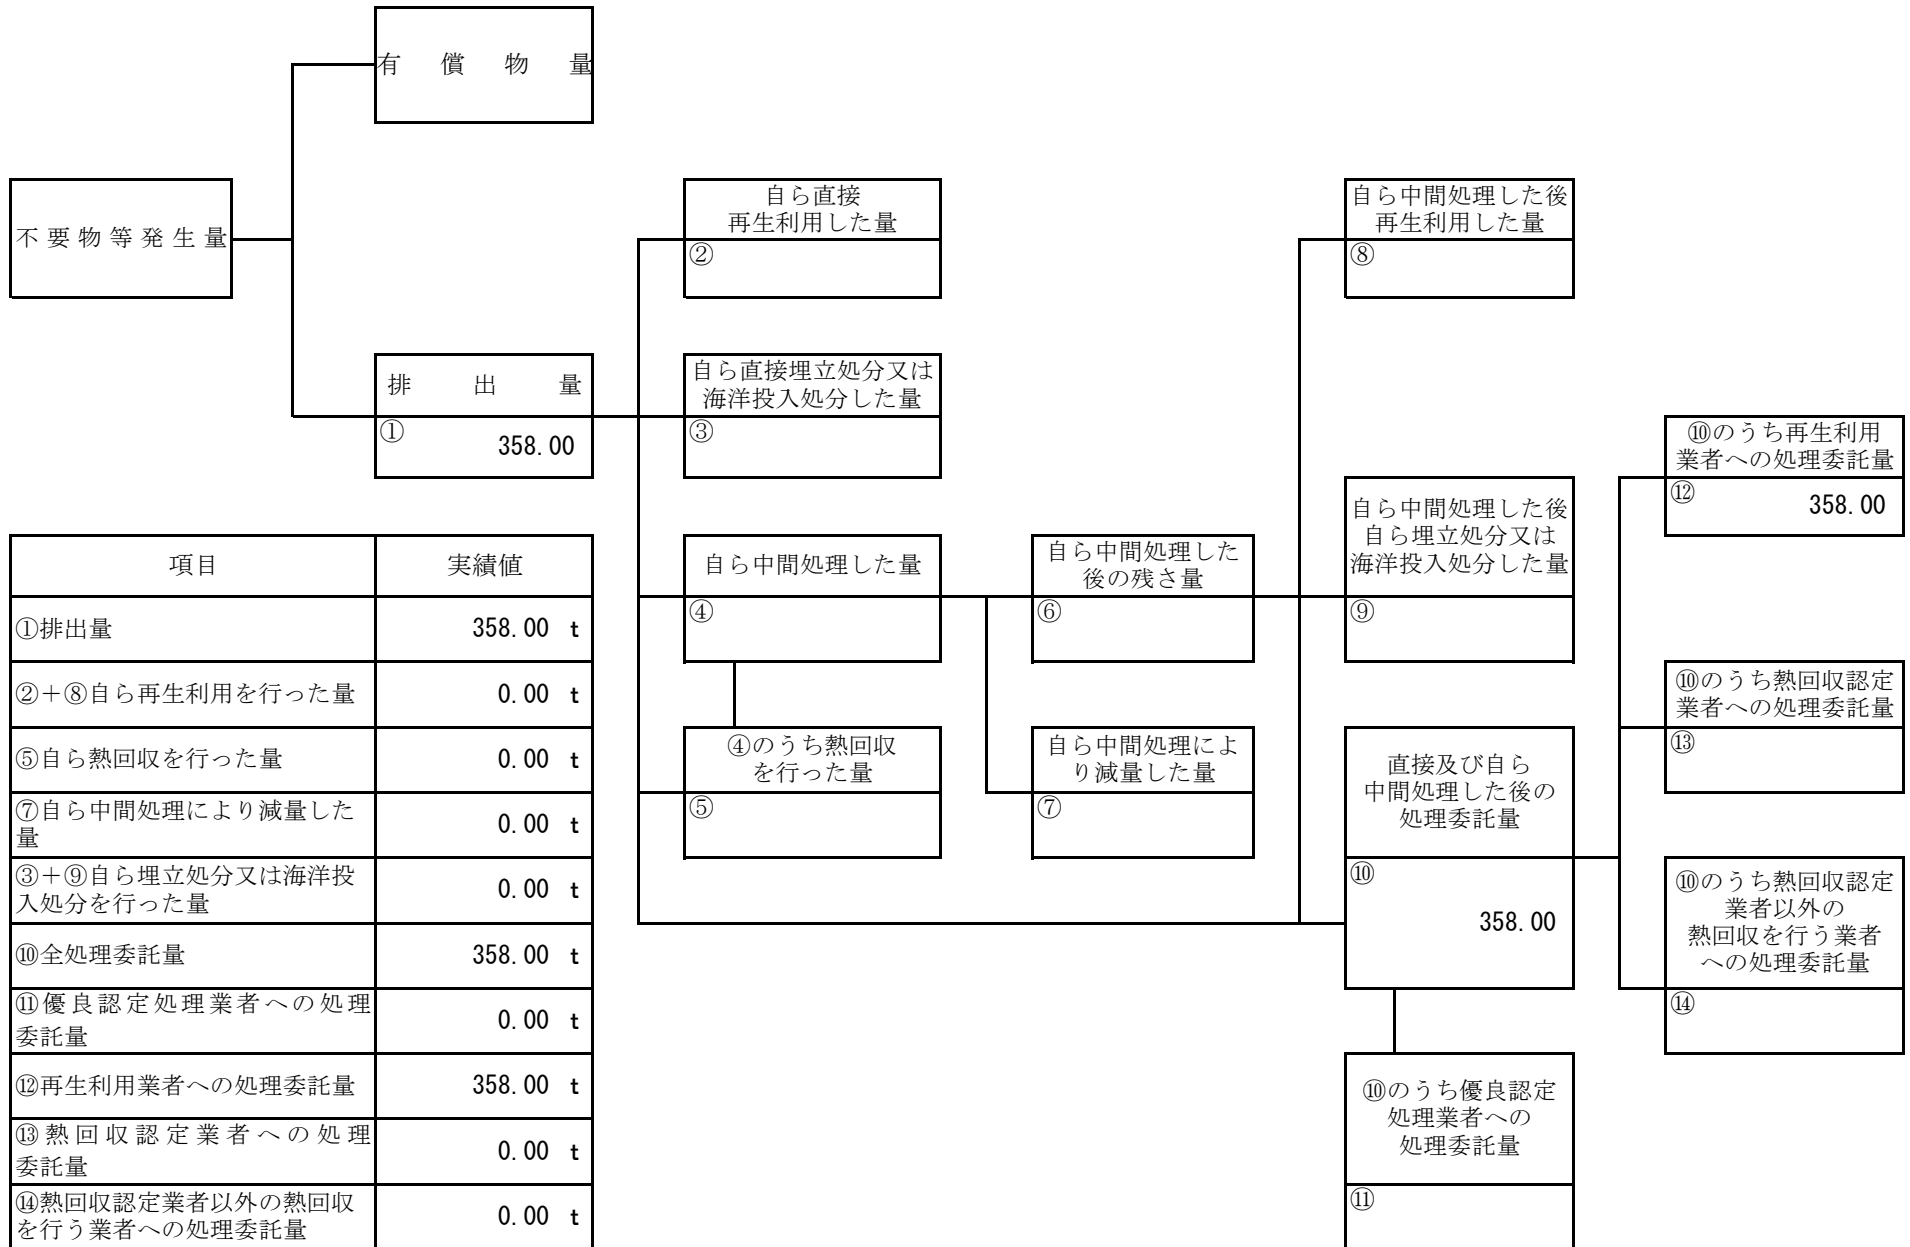 有償物量
不要物等発生量
自ら直接
再生利用した量
②
自ら中間処理した後
再生利用した量
⑧
排出量
①
358.00
自ら直接埋立処分又は
海洋投入処分した量
③
⑩のうち再生利用
業者への処理委託量
⑫
358.00
自ら中間処理した量
④
自ら中間処理した
後の残さ量
⑥
自ら中間処理した後
自ら埋立処分又は
海洋投入処分した量
⑨
⑩のうち熱回収認定
業者への処理委託量
⑬
④のうち熱回収
を行った量
⑤
自ら中間処理によ
り減量した量
⑦
直接及び自ら
中間処理した後の
処理委託量
⑩
358.00
⑩のうち熱回収認定
業者以外の
熱回収を行う業者
への処理委託量
⑭
⑩のうち優良認定
処理業者への
処理委託量
⑪
項目 実績値
①排出量 358.00 t
②＋⑧自ら再生利用を行った量 0.00 t
⑤自ら熱回収を行った量 0.00 t
⑦自ら中間処理により減量した
量 0.00 t
③＋⑨自ら埋立処分又は海洋投
入処分を行った量 0.00 t
⑩全処理委託量 358.00 t
⑪優良認定処理業者への処理
委託量 0.00 t
⑫再生利用業者への処理委託量 358.00 t
⑬熱回収認定業者への処理
委託量 0.00 t
⑭熱回収認定業者以外の熱回収
を行う業者への処理委託量 0.00 t